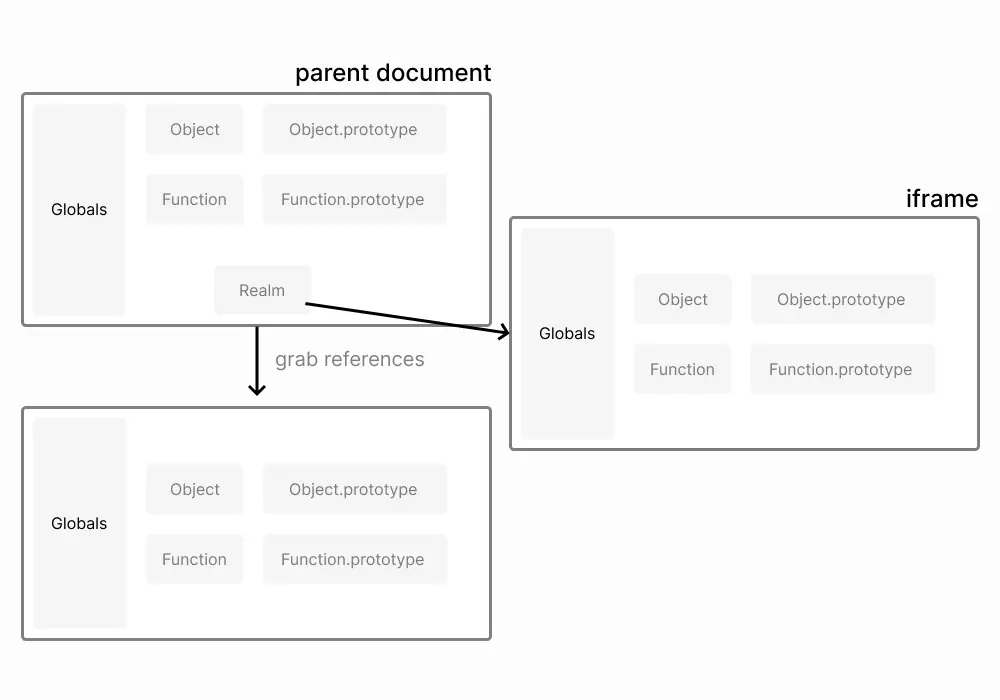 parent document
Globals
Object
Object.prototype
Function
Function.prototype
Realm
iframe
Globals
Object
Object.prototype
Function
Function.prototype
grab references
Globals
Object
Object.prototype
Function
Function.prototype